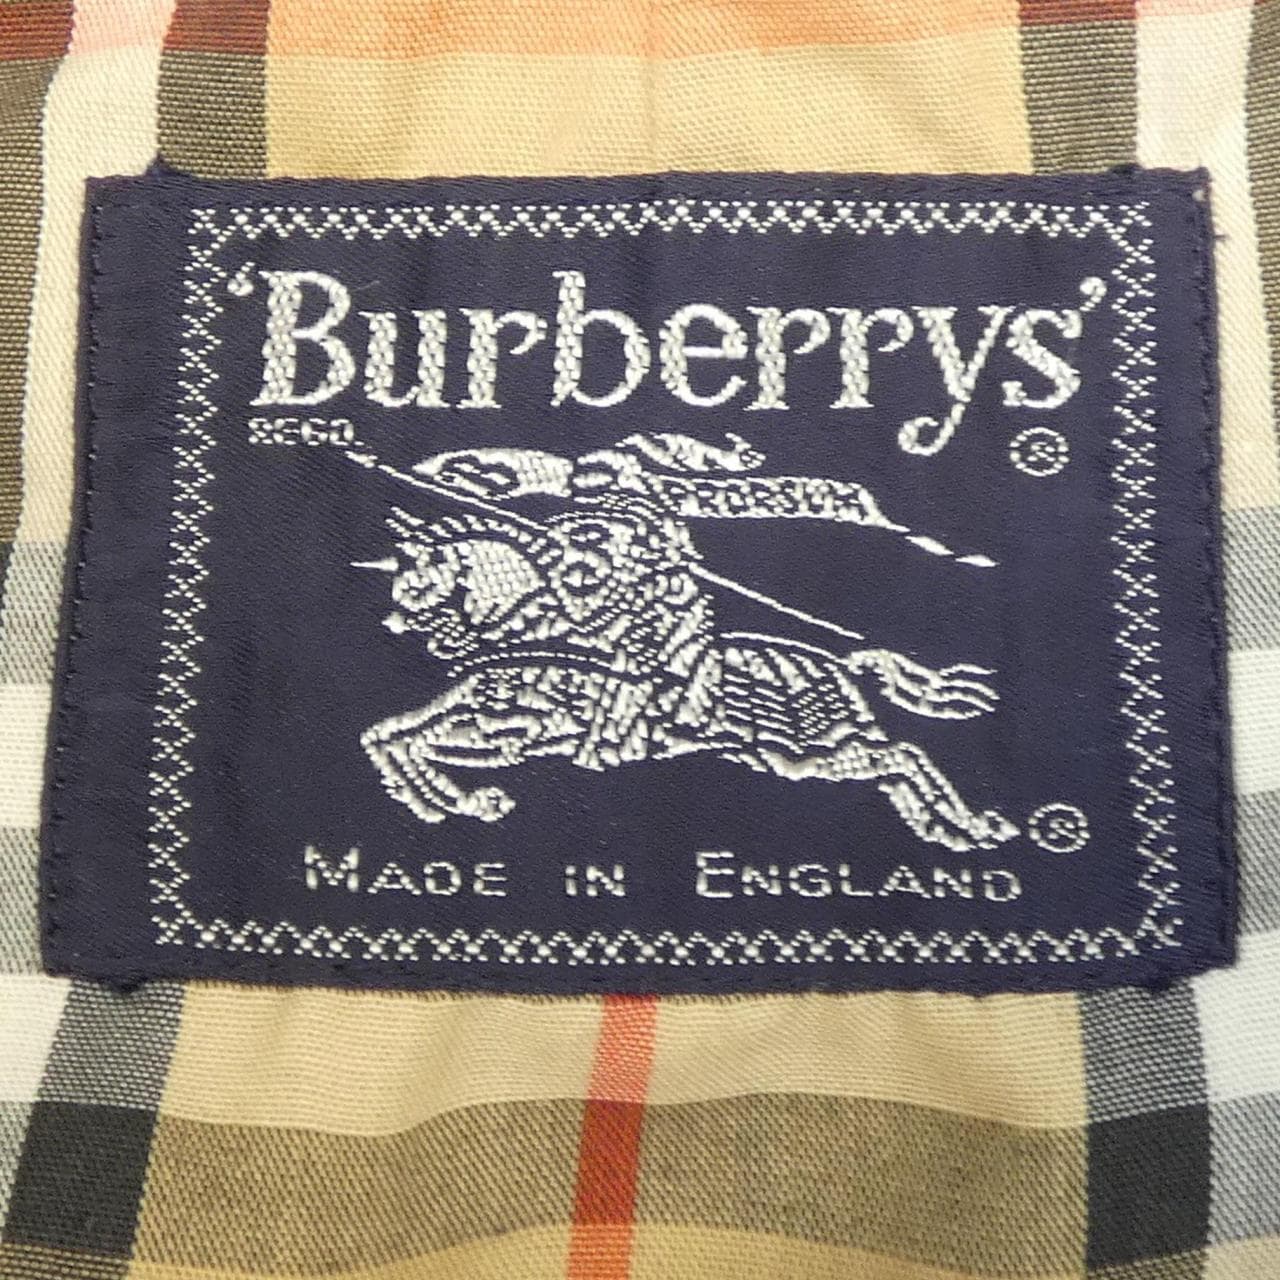 'Burberrys'
REGD. ®
PRORSUM
®
MADE IN ENGLAND